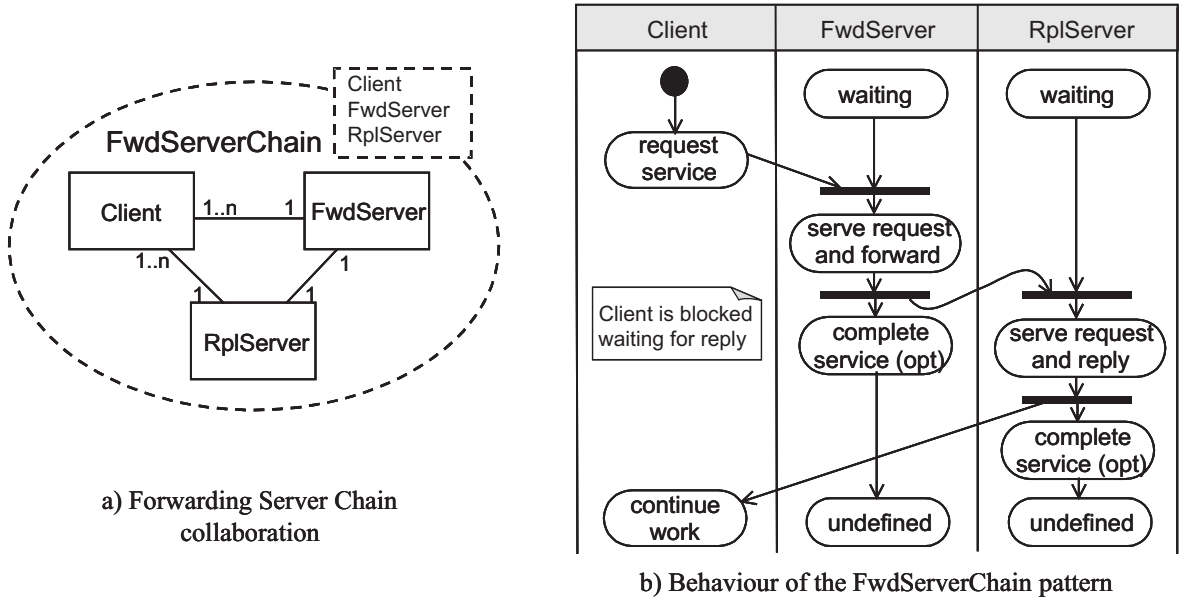 Client
FwdServer
RplServer
FwdServerChain
Client
1..n
1
FwdServer
1..n
1
1
1
RplServer
a) Forwarding Server Chain
collaboration
Client
FwdServer
RplServer
waiting
waiting
request
service
serve request
and forward
Client is blocked
waiting for reply
complete
service (opt)
serve request
and reply
complete
service (opt)
continue
work
undefined
undefined
b) Behaviour of the FwdServerChain pattern